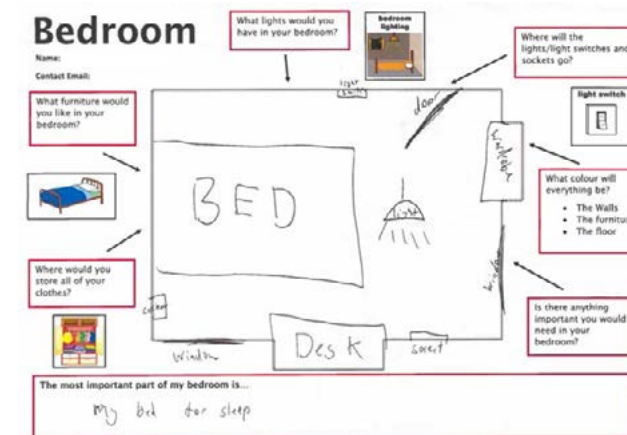 Bedroom
Name:
Contact Email:
What lights would you
have in your bedroom?
bedroom
lighting
Where will the
lights/light switches and
sockets go?
light switch
What furniture would
you like in your
bedroom?
What colour will
everything be?
• The Walls
• The furnitu
• The floor
Where would you
store all of your
clothes?
Is there anything
important you would
need in your
bedroom?
door
BED
light
window
Window
Desk
socket
The most important part of my bedroom is...
my bed for sleep